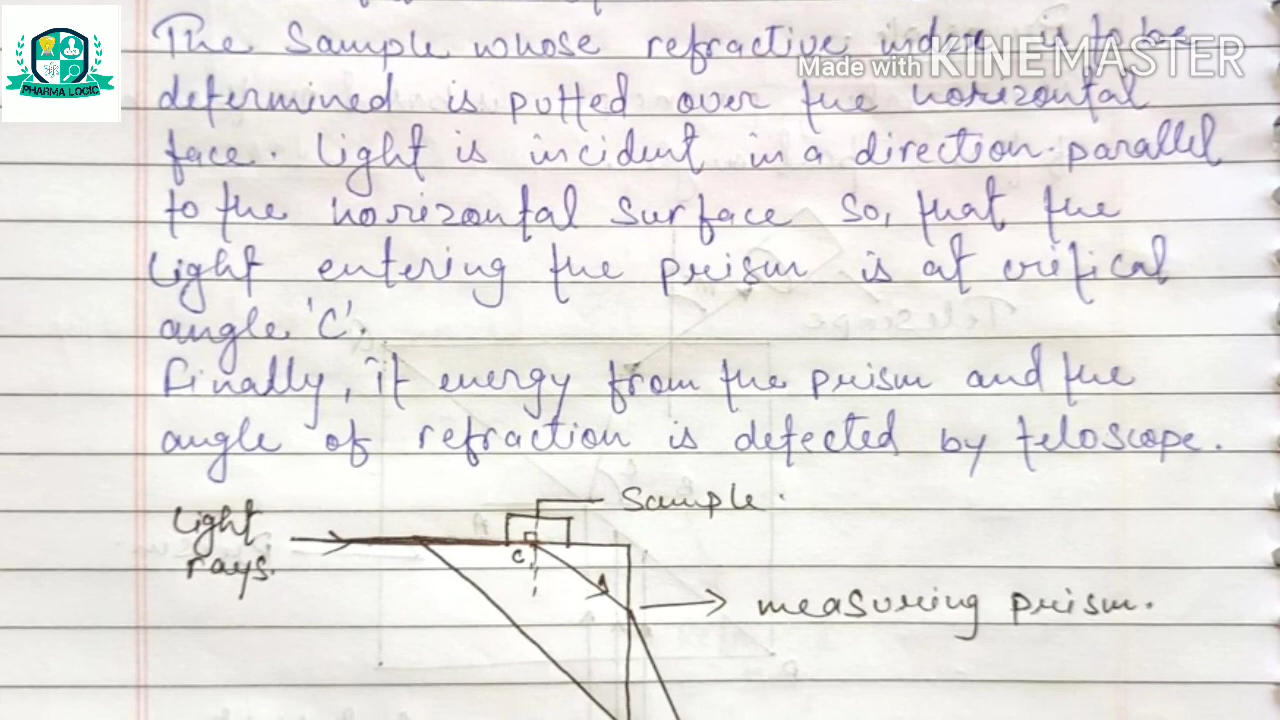 PHARMA LOGIC
Made with KINEMASTER
The Sample whose refractive index is to be
determined is putted over the horizontal
face. Light is incident in a direction parallel
to the horizontal surface so, that the
light entering the prism is at critical
angle 'C'.
Finally, it energy from the prism and the
angle of refraction is detected by teloscope.
Sample.
Light
rays.
C
measuring prism.